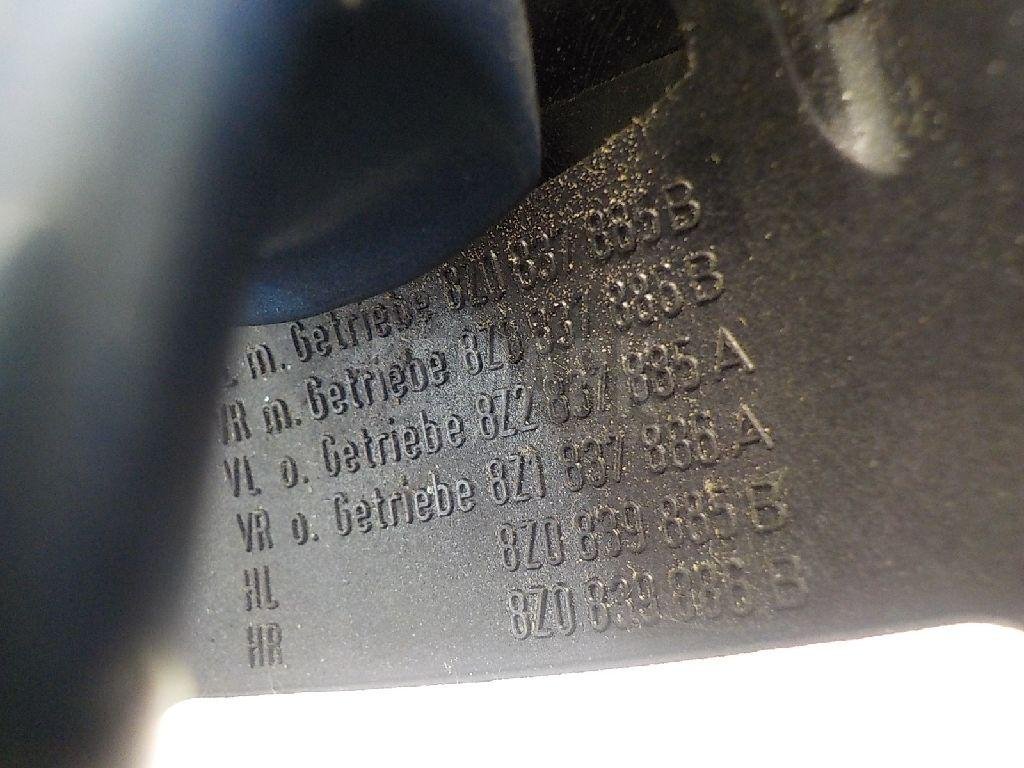 L m. Getriebe 8Z0 837 885 B
VR m. Getriebe 8Z0 837 886 B
VL o. Getriebe 8Z2 837 885 A
VR o. Getriebe 8Z1 837 886 A
HL 8Z0 839 885 B
HR 8Z0 839 886 B